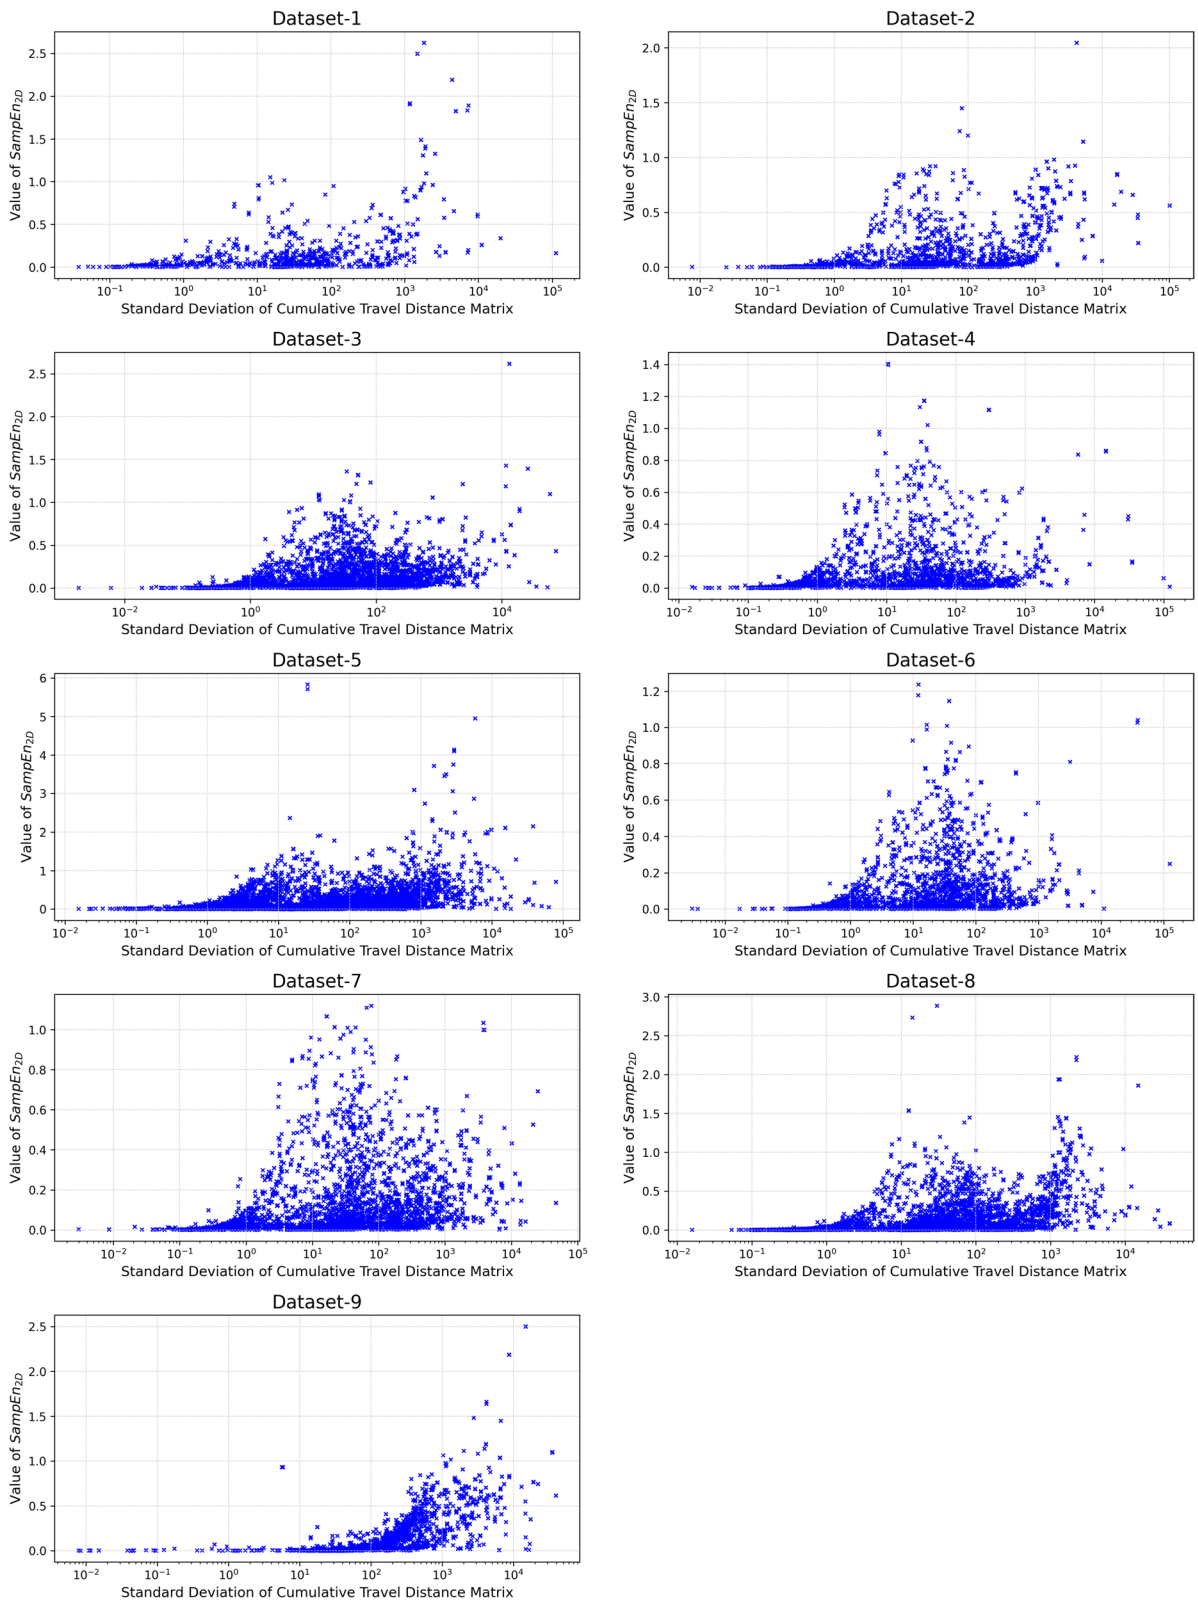 Dataset-1
Value of SampEn2D
2.5
2.0
1.5
1.0
0.5
0.0
10−1 100 101 102 103 104 105
Standard Deviation of Cumulative Travel Distance Matrix
Dataset-2
Value of SampEn2D
2.0
1.5
1.0
0.5
0.0
10−2 10−1 100 101 102 103 104 105
Standard Deviation of Cumulative Travel Distance Matrix
Dataset-3
Value of SampEn2D
2.5
2.0
1.5
1.0
0.5
0.0
10−2 100 102 104
Standard Deviation of Cumulative Travel Distance Matrix
Dataset-4
Value of SampEn2D
1.4
1.2
1.0
0.8
0.6
0.4
0.2
0.0
10−2 10−1 100 101 102 103 104 105
Standard Deviation of Cumulative Travel Distance Matrix
Dataset-5
Value of SampEn2D
6
5
4
3
2
1
0
10−2 10−1 100 101 102 103 104 105
Standard Deviation of Cumulative Travel Distance Matrix
Dataset-6
Value of SampEn2D
1.2
1.0
0.8
0.6
0.4
0.2
0.0
10−2 10−1 100 101 102 103 104 105
Standard Deviation of Cumulative Travel Distance Matrix
Dataset-7
Value of SampEn2D
1.0
0.8
0.6
0.4
0.2
0.0
10−2 10−1 100 101 102 103 104 105
Standard Deviation of Cumulative Travel Distance Matrix
Dataset-8
Value of SampEn2D
3.0
2.5
2.0
1.5
1.0
0.5
0.0
10−2 10−1 100 101 102 103 104
Standard Deviation of Cumulative Travel Distance Matrix
Dataset-9
Value of SampEn2D
2.5
2.0
1.5
1.0
0.5
0.0
10−2 10−1 100 101 102 103 104
Standard Deviation of Cumulative Travel Distance Matrix